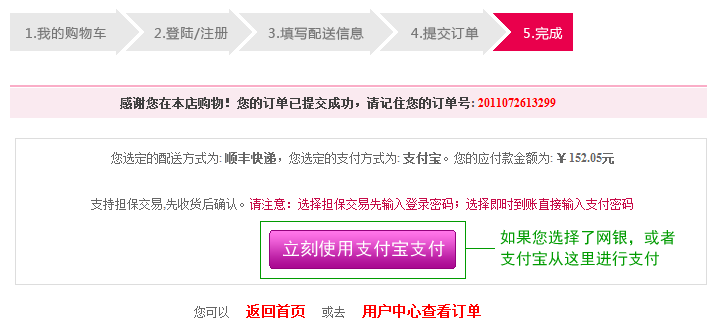 1.我的购物车 2.登陆/注册 3.填写配送信息 4.提交订单 5.完成
感谢您在本店购物！您的订单已提交成功，请记住您的订单号: 2011072613299
您选定的配送方式为: 顺丰快递，您选定的支付方式为: 支付宝。您的应付款金额为: ￥152.05元
支持担保交易,先收货后确认。请注意：选择担保交易先输入登录密码；选择即时到账直接输入支付密码
立刻使用支付宝支付
如果您选择了网银，或者
支付宝从这里进行支付
您可以 返回首页 或去 用户中心查看订单